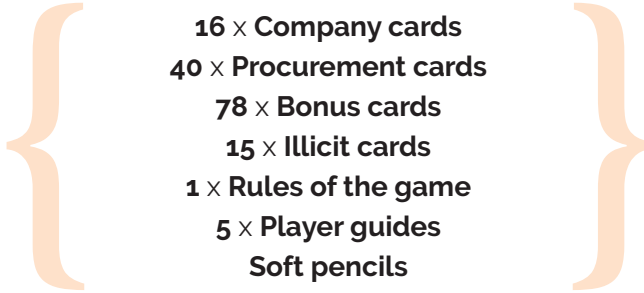 16 x Company cards
40 x Procurement cards
78 x Bonus cards
15 x Illicit cards
1 x Rules of the game
5 x Player guides
Soft pencils